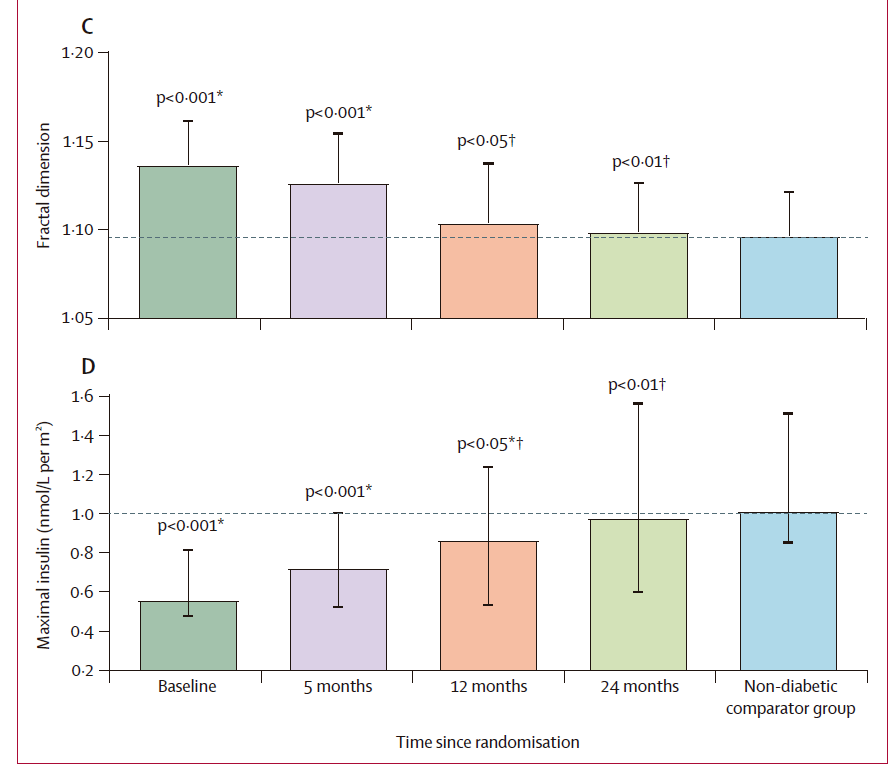 C
1·20
1·15
1·10
1·05
Fractal dimension
p<0·001*
p<0·001*
p<0·05†
p<0·01†
D
1·6
1·4
1·2
1·0
0·8
0·6
0·4
0·2
Maximal insulin (nmol/L per m²)
p<0·001*
p<0·001*
p<0·05*†
p<0·01†
Baseline
5 months
12 months
24 months
Non-diabetic
comparator group
Time since randomisation